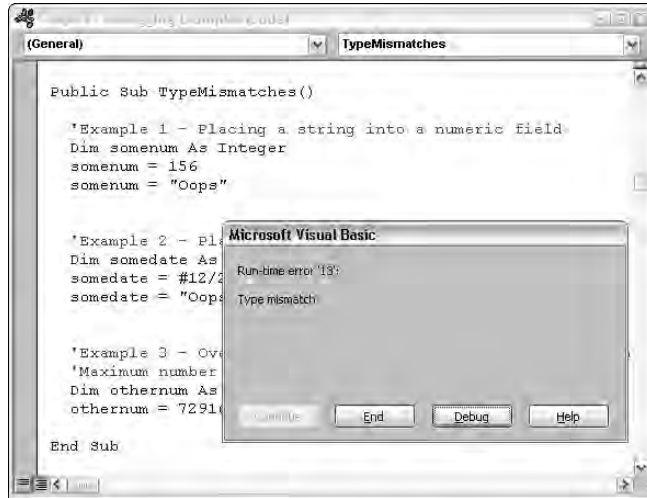 (General)
TypeMismatches
Public Sub TypeMismatches()
'Example 1 - Placing a string into a numeric field
Dim somenum As Integer
somenum = 156
somenum = "Oops"
'Example 2 - Pla
Dim somedate As
somedate = #12/2
somedate = "Oops
'Example 3 - Ove
'Maximum number
Dim othernum As
othernum = 7291
End Sub
Microsoft Visual Basic
Run-time error '13':
Type mismatch
Continue
End
Debug
Help